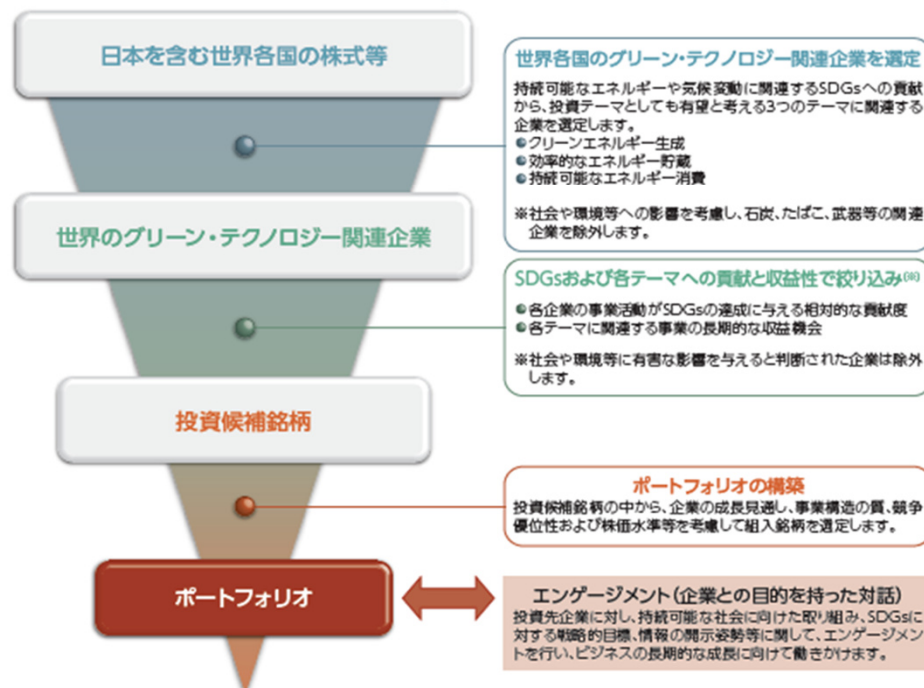 日本を含む世界各国の株式等
世界各国のグリーン・テクノロジー関連企業を選定
持続可能なエネルギーや気候変動に関連するSDGsへの貢献
から、投資テーマとしても有望と考える3つのテーマに関連する
企業を選定します。
●クリーンエネルギー生成
●効率的なエネルギー貯蔵
●持続可能なエネルギー消費
※社会や環境等への影響を考慮し、石炭、たばこ、武器等の関連
企業を除外します。
世界のグリーン・テクノロジー関連企業
SDGsおよび各テーマへの貢献と収益性で絞り込み(※)
●各企業の事業活動がSDGsの達成に与える相対的な貢献度
●各テーマに関連する事業の長期的な収益機会
※社会や環境等に有害な影響を与えると判断された企業は除外
します。
投資候補銘柄
ポートフォリオの構築
投資候補銘柄の中から、企業の成長見通し、事業構造の質、競争
優位性および株価水準等を考慮して組入銘柄を選定します。
ポートフォリオ
エンゲージメント(企業との目的を持った対話)
投資先企業に対し、持続可能な社会に向けた取り組み、SDGsに
対する戦略的目標、情報の開示姿勢等に関して、エンゲージメン
トを行い、ビジネスの長期的な成長に向けて働きかけます。